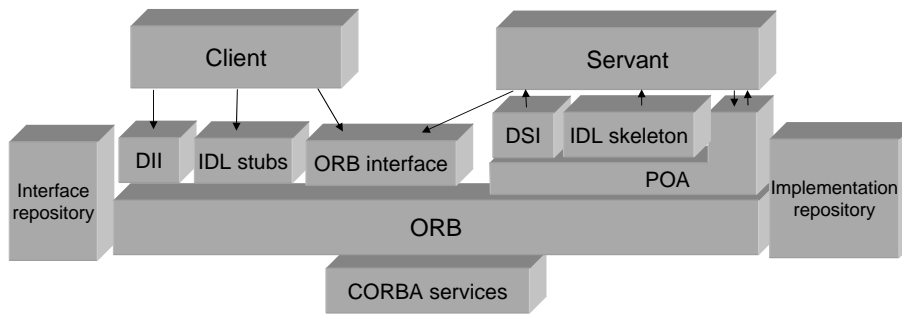 Client
Servant
DSI
IDL skeleton
DII
IDL stubs
ORB interface
POA
Interface
repository
Implementation
repository
ORB
CORBA services